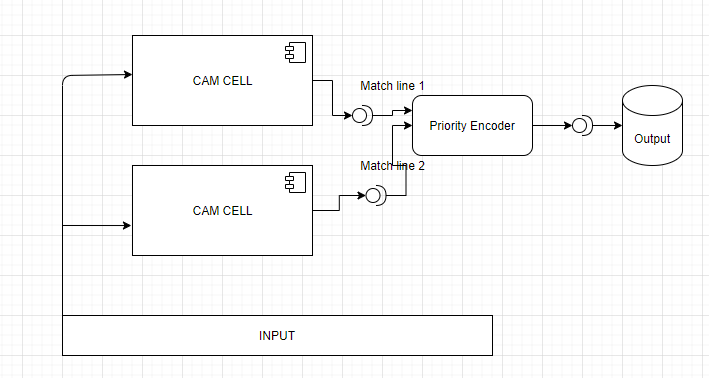 CAM CELL
Match line 1
Priority Encoder
Output
Match line 2
CAM CELL
INPUT